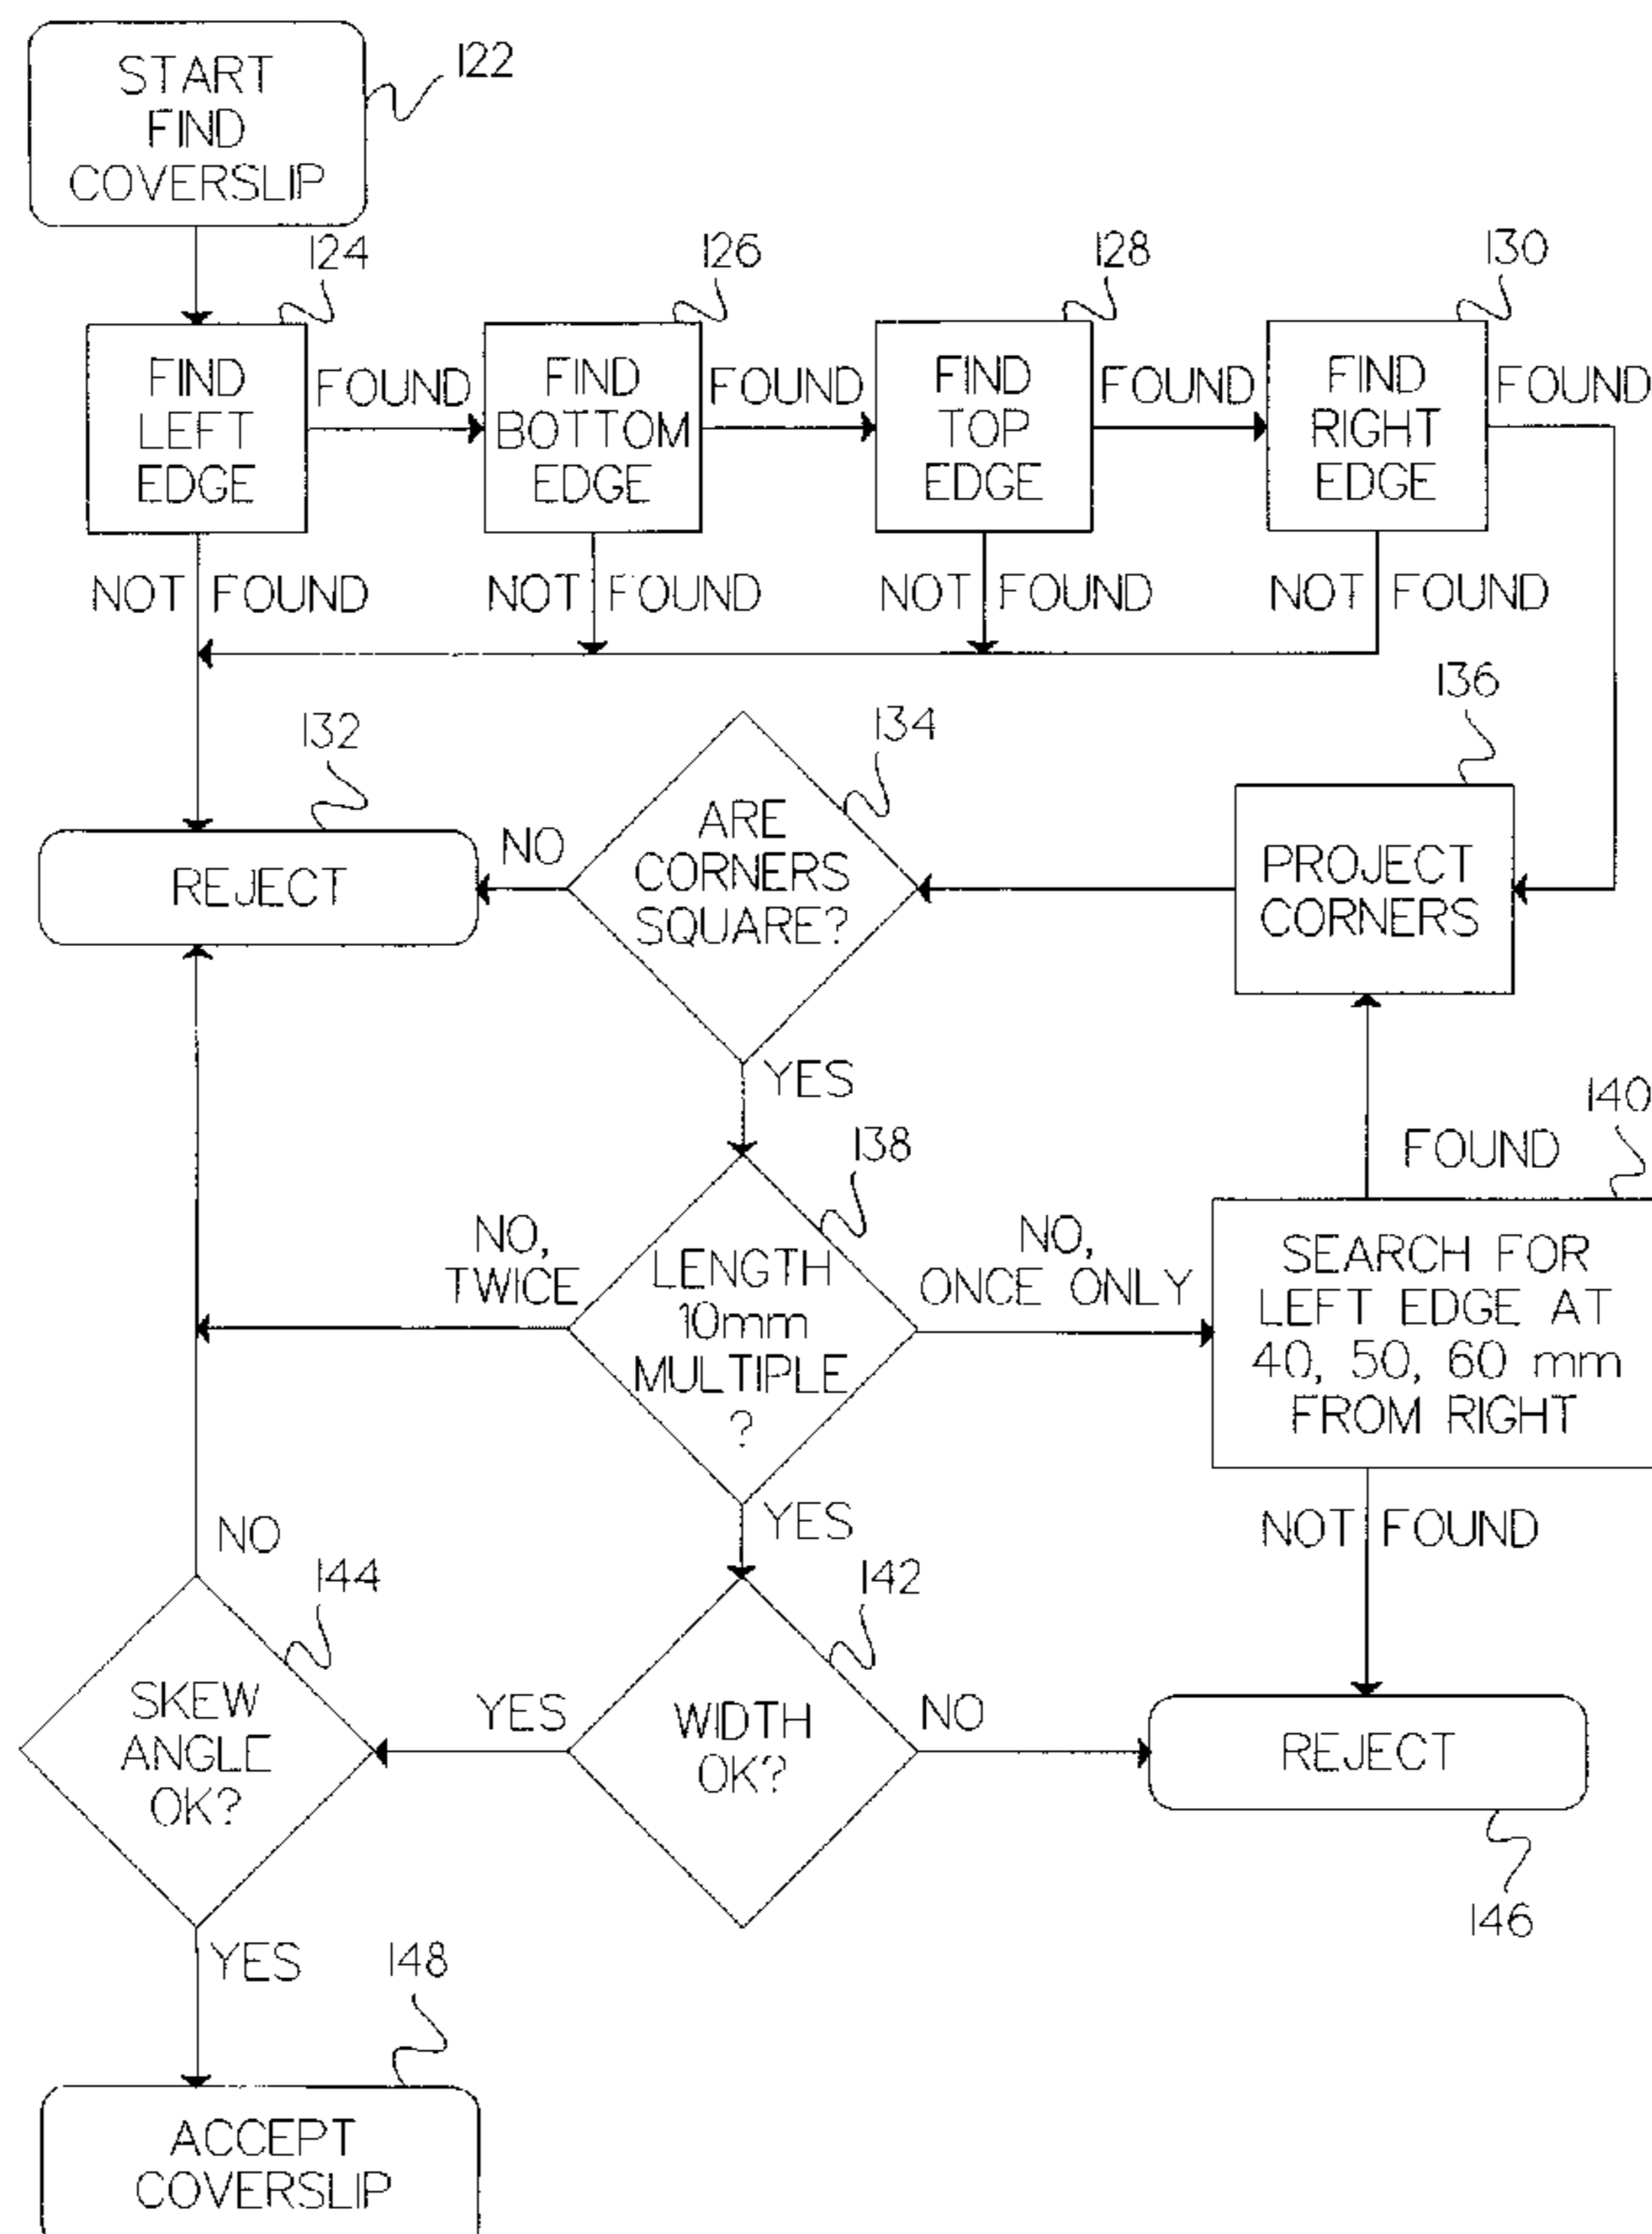 START
FIND
COVERSLIP
122
124
126
128
130
FIND
LEFT
EDGE
FOUND
FIND
BOTTOM
EDGE
FOUND
FIND
TOP
EDGE
FOUND
FIND
RIGHT
EDGE
FOUND
NOT FOUND
NOT FOUND
NOT FOUND
NOT FOUND
132
134
136
REJECT
NO
ARE
CORNERS
SQUARE?
PROJECT
CORNERS
YES
138
140
FOUND
NO,
TWICE
LENGTH
10mm
MULTIPLE
?
NO,
ONCE ONLY
SEARCH FOR
LEFT EDGE AT
40, 50, 60 mm
FROM RIGHT
YES
NOT FOUND
NO
144
142
SKEW
ANGLE
OK?
YES
WIDTH
OK?
NO
REJECT
146
YES
148
ACCEPT
COVERSLIP